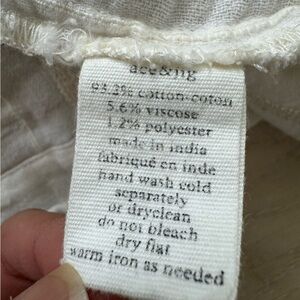 ace&jig
93.2% cotton-coton
5.6% viscose
1.2% polyester
made in india
fabriqué en inde
hand wash cold
separately
or dryclean
do not bleach
dry flat
warm iron as needed